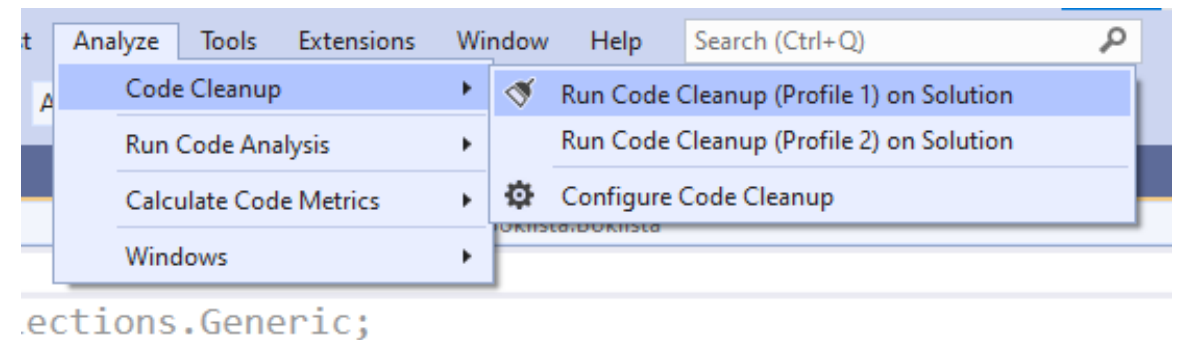 t Analyze Tools Extensions Window Help Search (Ctrl+Q)
A Code Cleanup Run Code Cleanup (Profile 1) on Solution
Run Code Analysis Run Code Cleanup (Profile 2) on Solution
Calculate Code Metrics Configure Code Cleanup
Windows
ections.Generic;